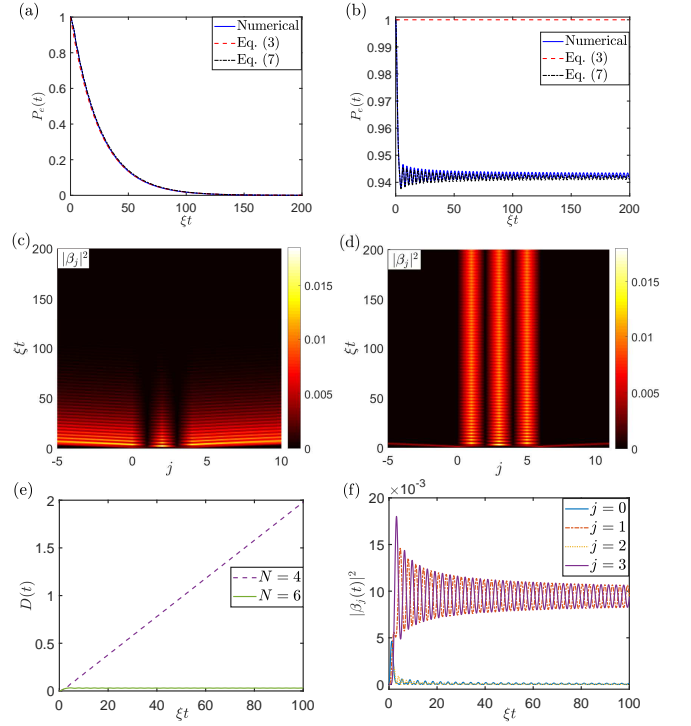 (a)
1
0.8
0.6
0.4
0.2
0
P_e(t)
0 50 100 150 200
ξt
Numerical
Eq. (3)
Eq. (7)
(b)
1
0.99
0.98
0.97
0.96
0.95
0.94
P_e(t)
0 50 100 150 200
ξt
Numerical
Eq. (3)
Eq. (7)
(c)
|β_j|²
200
150
100
50
0
ξt
-5 0 5 10
j
0.015
0.01
0.005
0
(d)
|β_j|²
200
150
100
50
0
ξt
-5 0 5 10
j
0.015
0.01
0.005
0
(e)
2
1.5
1
0.5
0
D(t)
0 20 40 60 80 100
ξt
N = 4
N = 6
(f)
×10⁻³
20
15
10
5
0
|β_j(t)|²
0 20 40 60 80 100
ξt
j = 0
j = 1
j = 2
j = 3